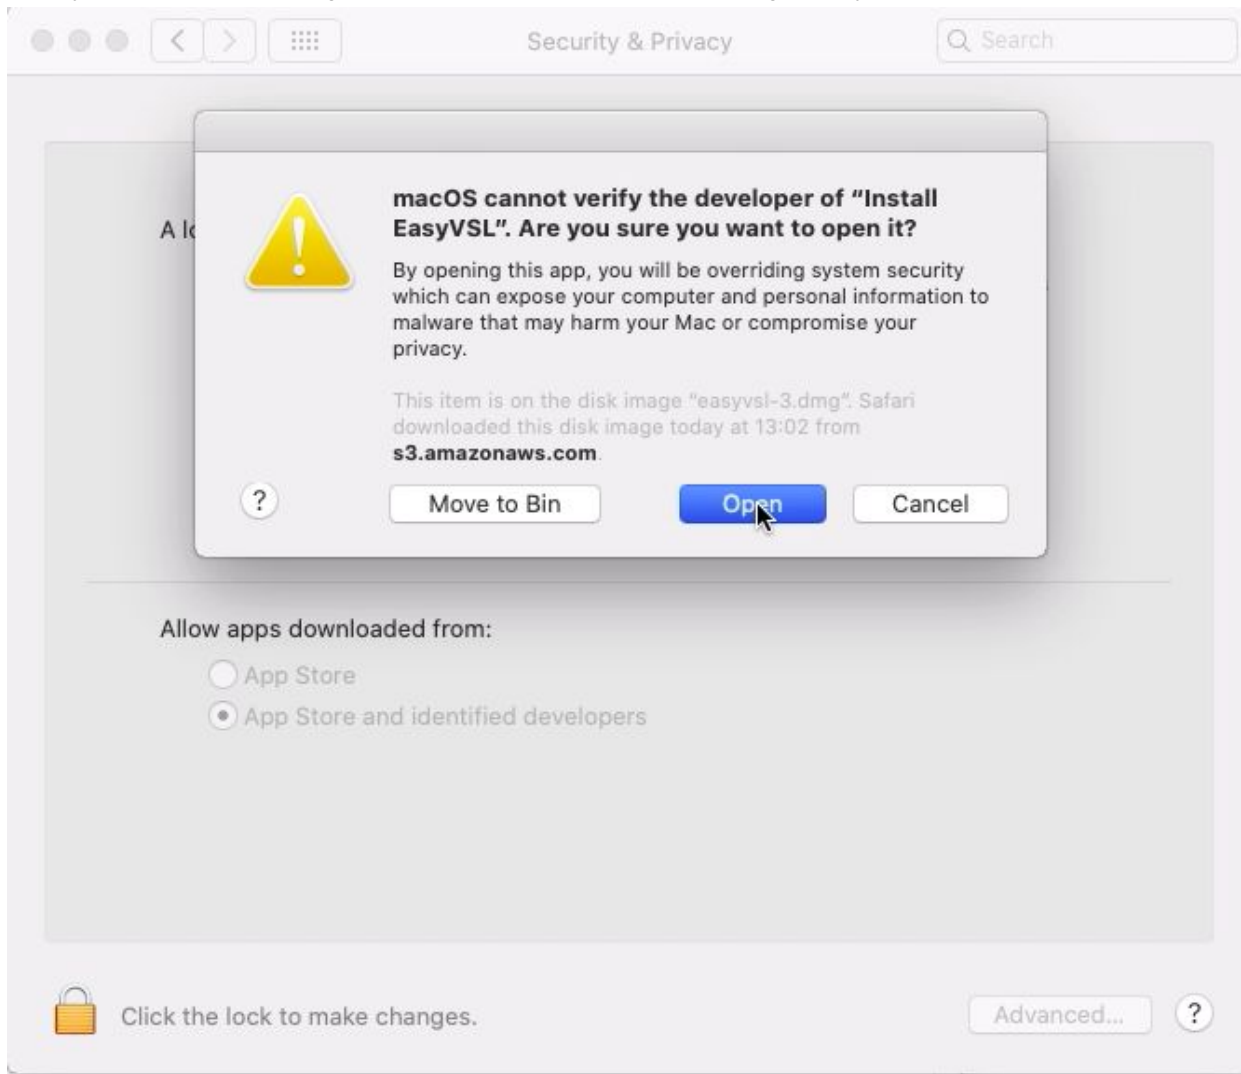 Security & Privacy
Search
macOS cannot verify the developer of “Install
EasyVSL”. Are you sure you want to open it?
By opening this app, you will be overriding system security
which can expose your computer and personal information to
malware that may harm your Mac or compromise your
privacy.
This item is on the disk image “easyvsl-3.dmg”. Safari
downloaded this disk image today at 13:02 from
s3.amazonaws.com
?
Move to Bin
Open
Cancel
A
Allow apps downloaded from:
App Store
App Store and identified developers
Click the lock to make changes.
Advanced...
?